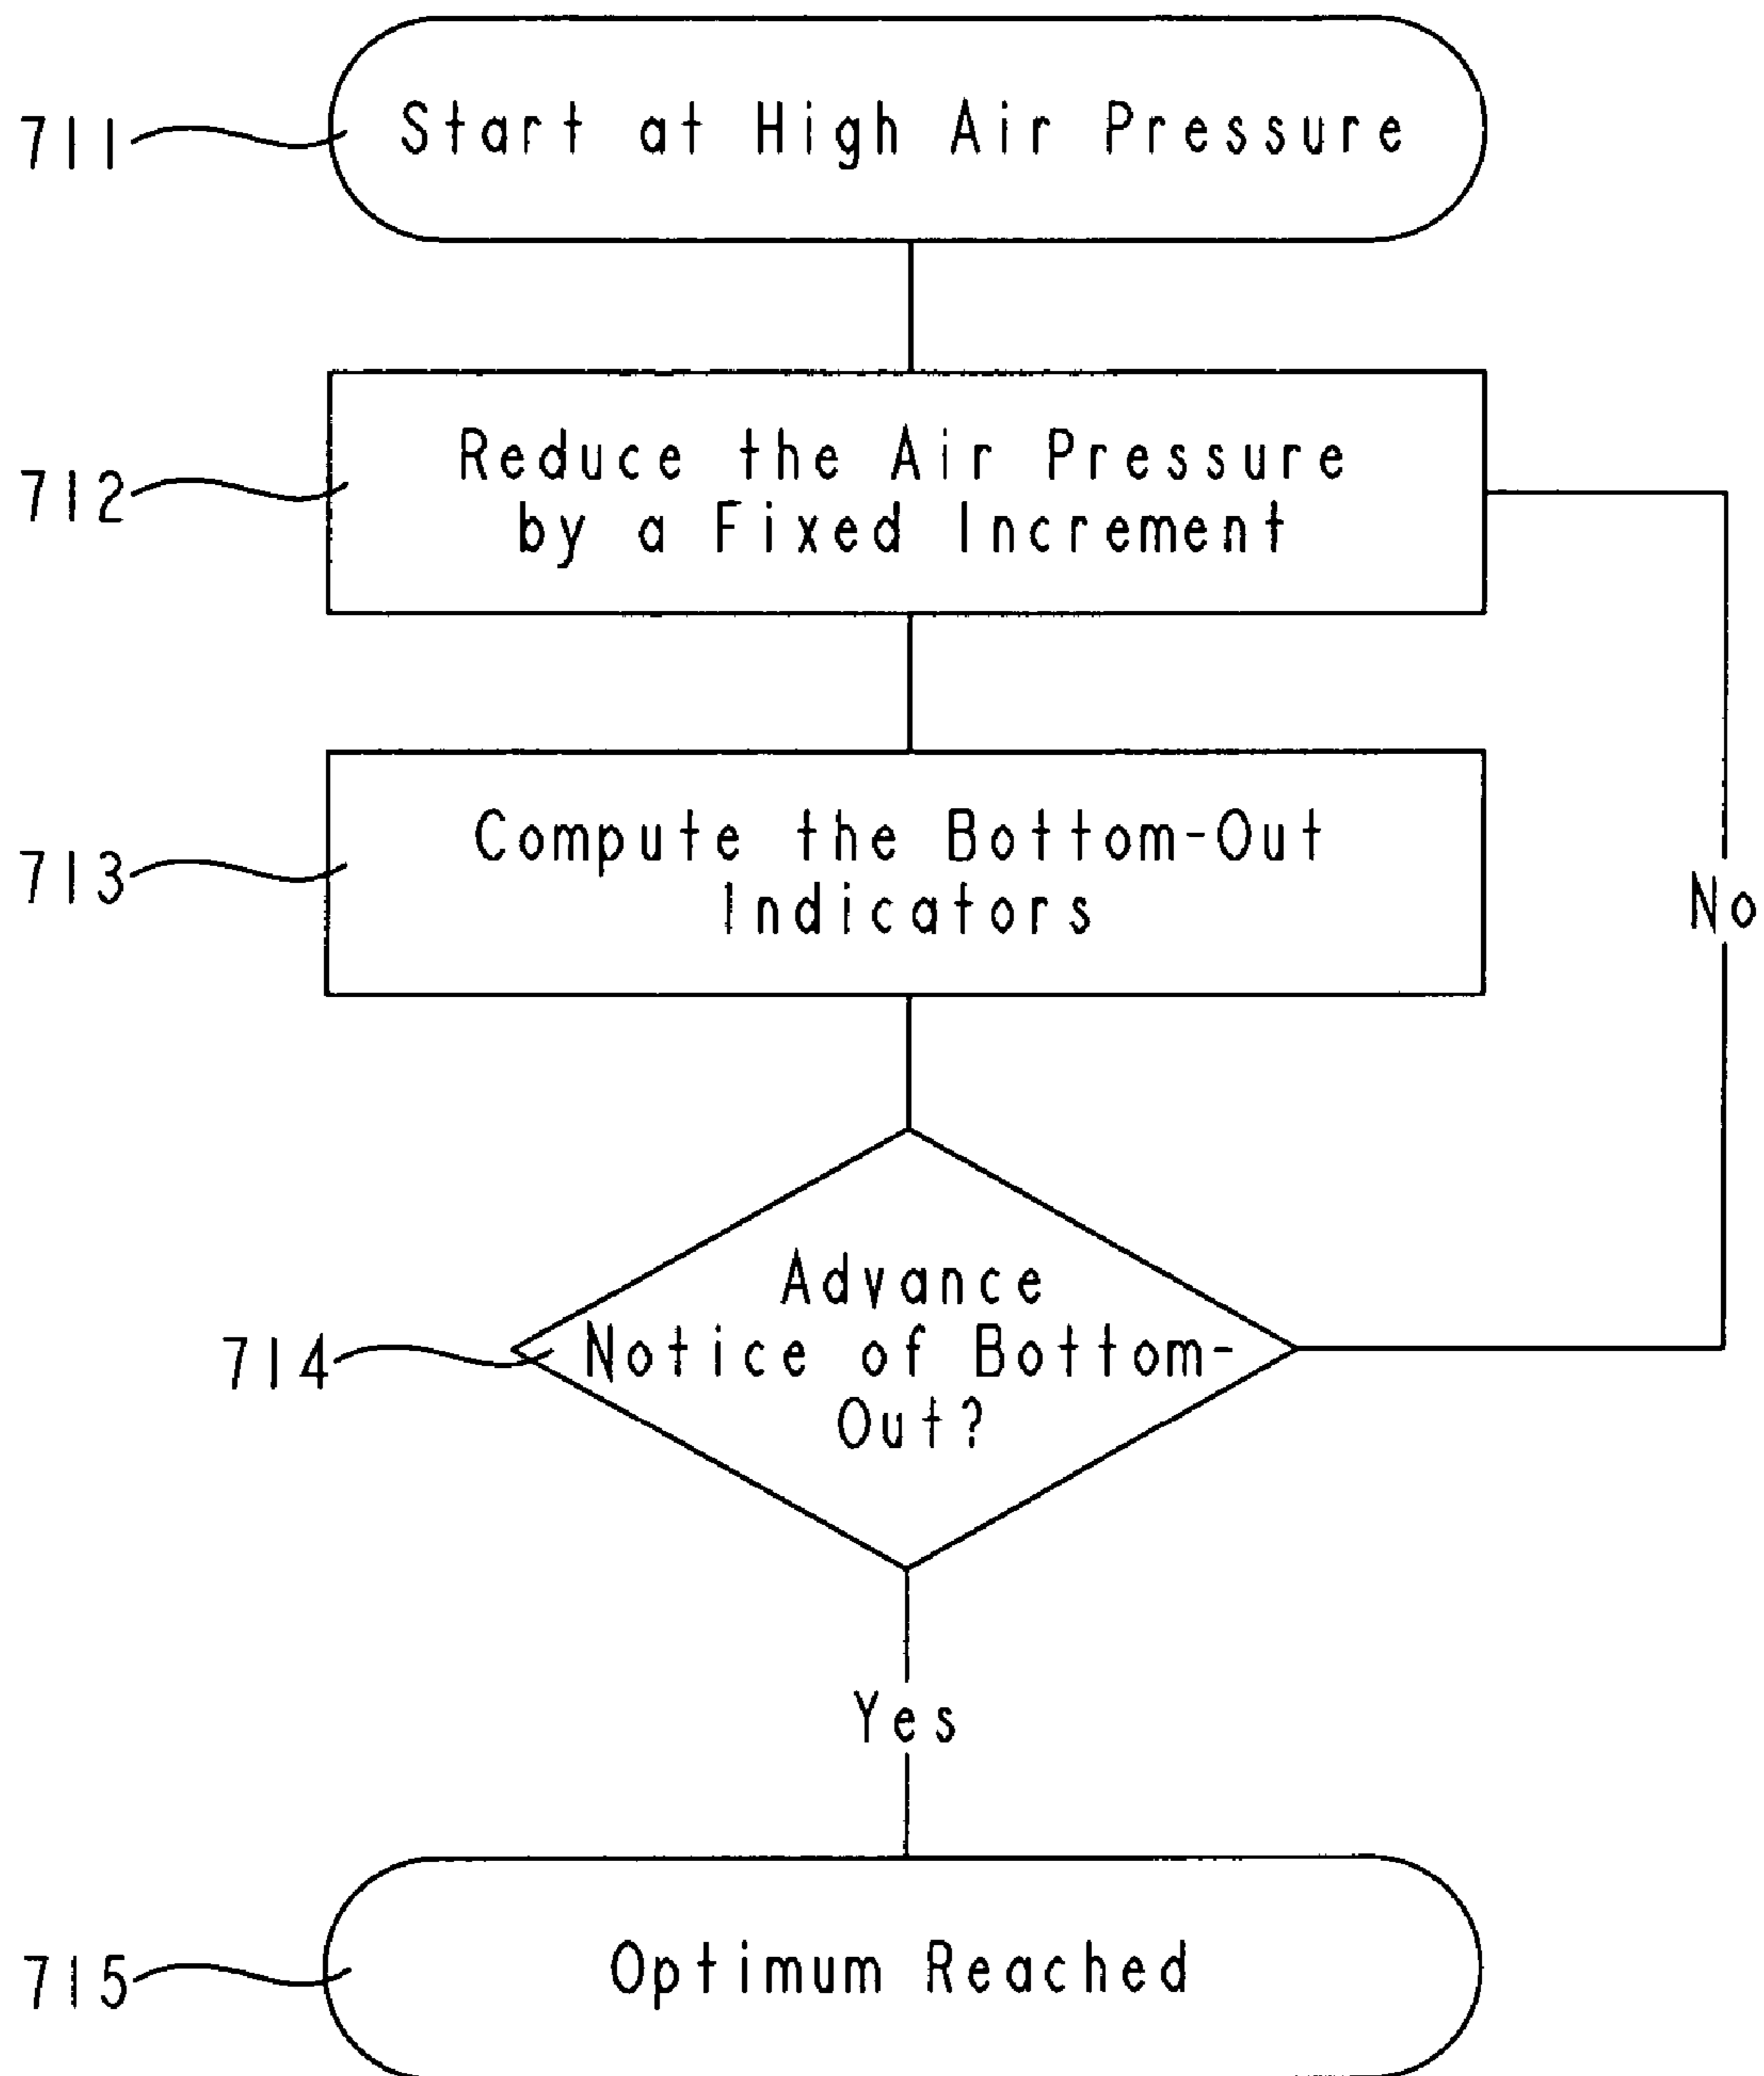 711
Start at High Air Pressure
712
Reduce the Air Pressure
by a Fixed Increment
713
Compute the Bottom-Out
Indicators
No
714
Advance
Notice of Bottom-
Out?
Yes
715
Optimum Reached